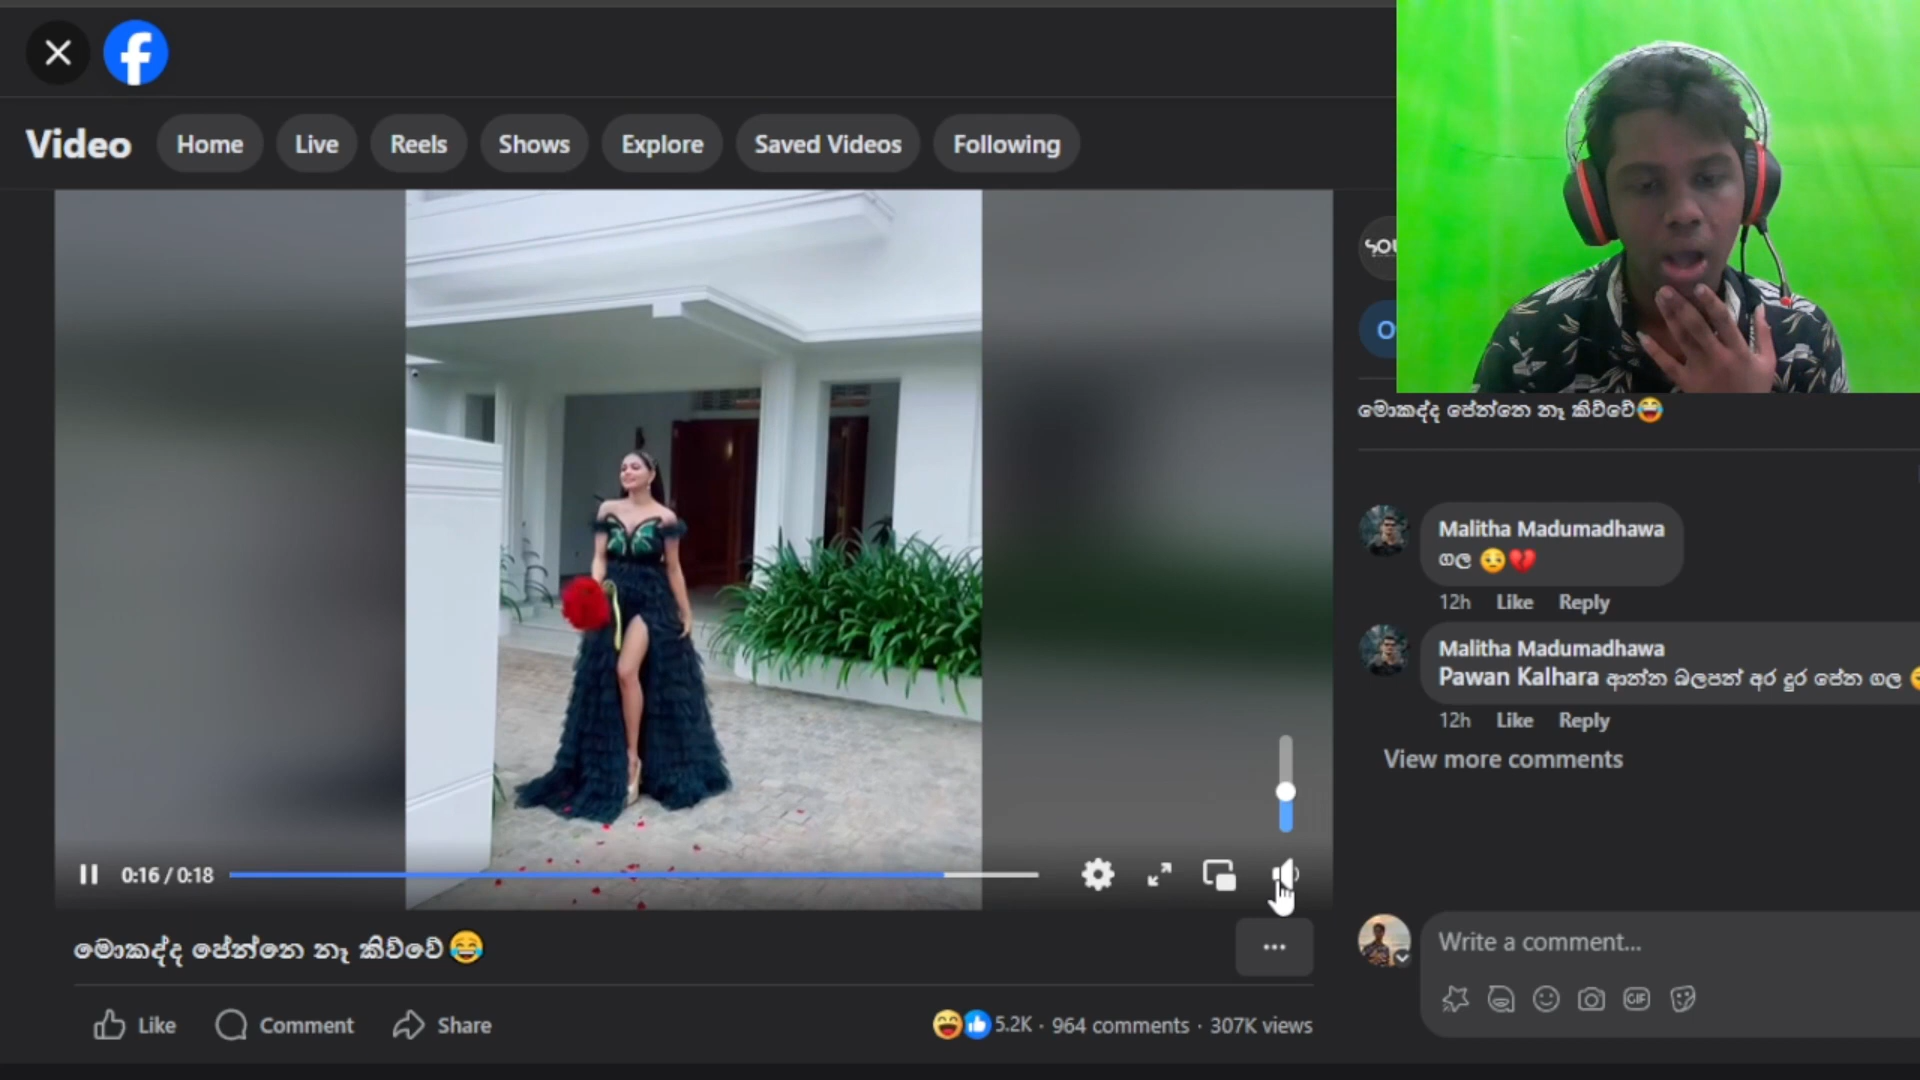 Video
Home
Live
Reels
Shows
Explore
Saved Videos
Following
0:16 / 0:18
මොකද්ද පේන්නෙ නෑ කිව්වේ😂
Like
Comment
Share
5.2K · 964 comments · 307K views
මොකද්ද පේන්නෙ නෑ කිව්වේ😂
Malitha Madumadhawa
ගල 😒💔
12h Like Reply
Malitha Madumadhawa
Pawan Kalhara ආන්න බලපන් අර දුර පේන ගල
12h Like Reply
View more comments
Write a comment...
GIF